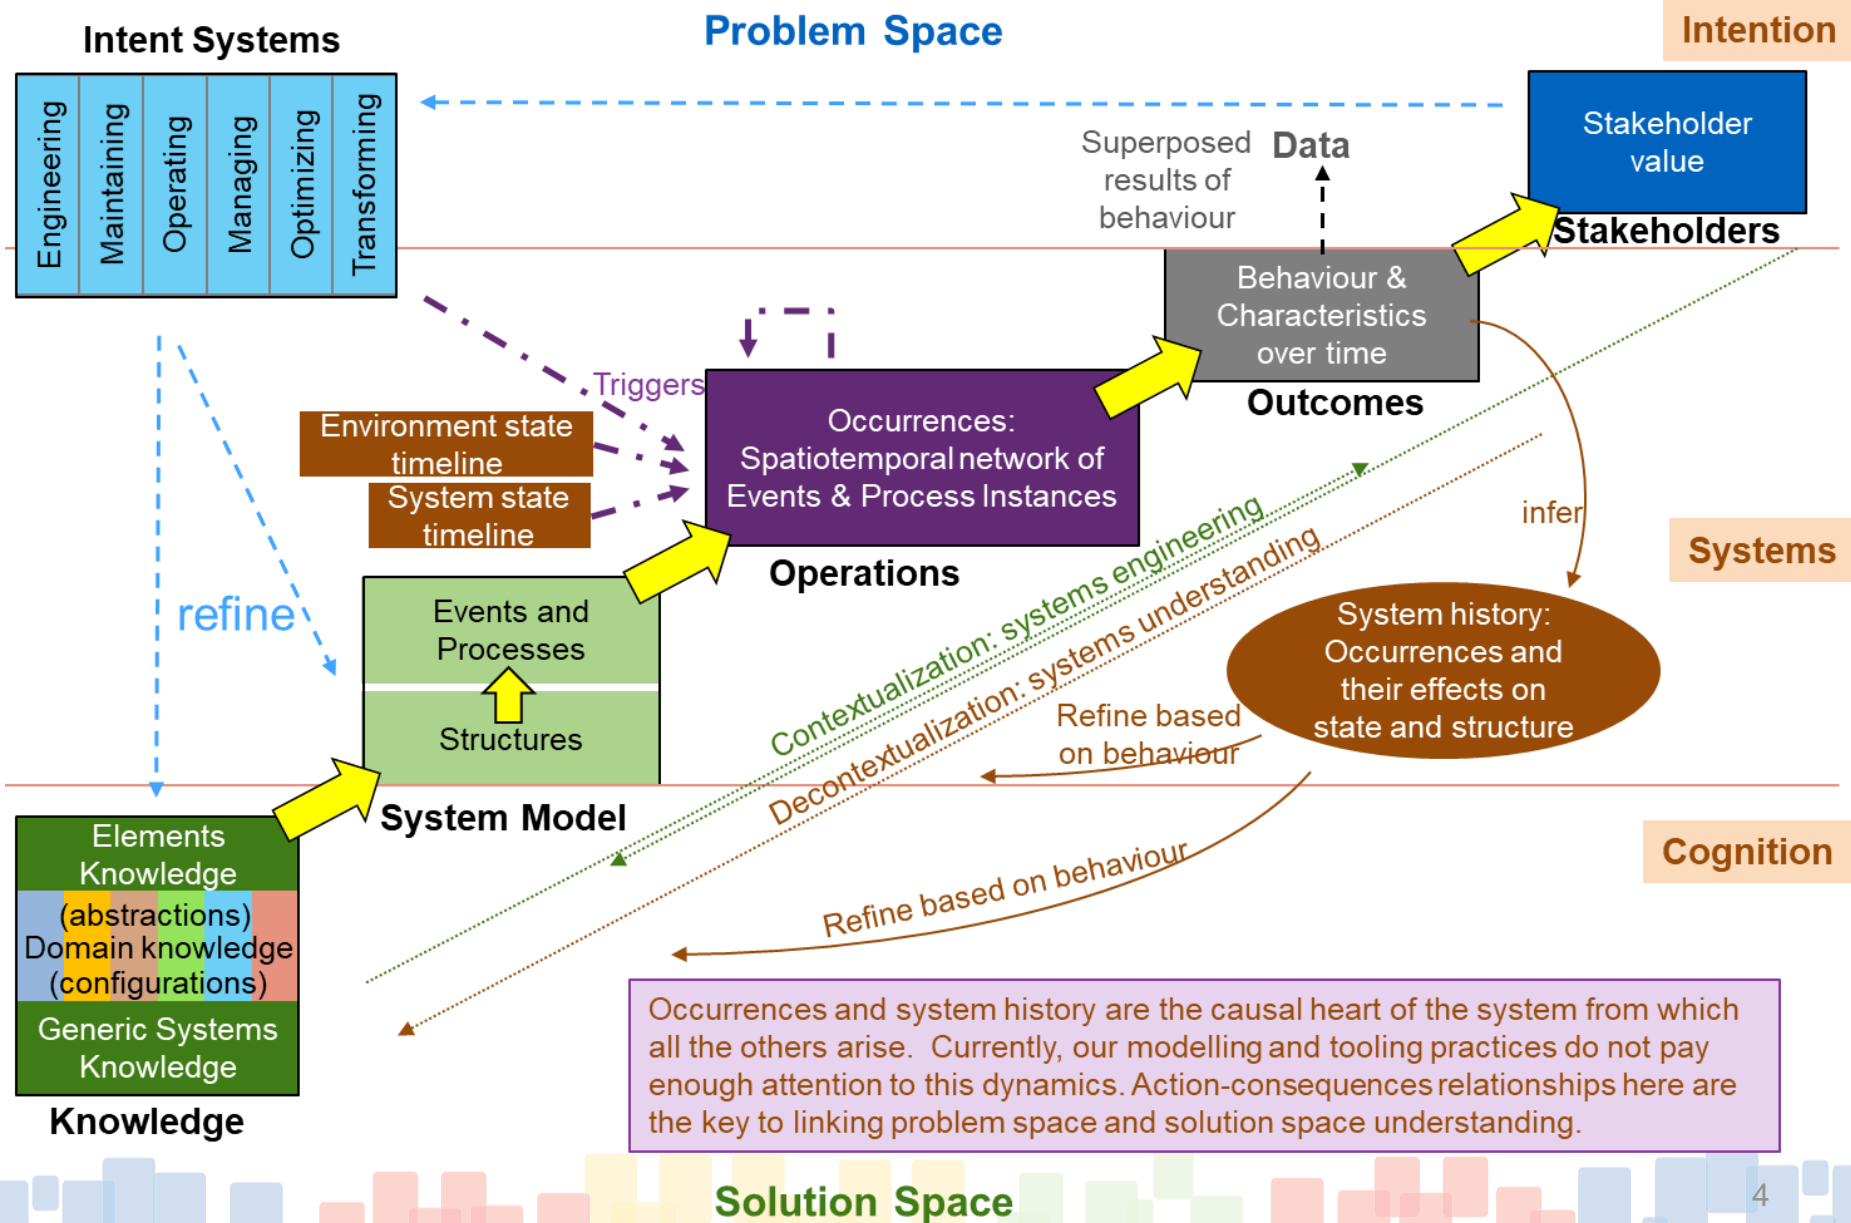 Problem Space
Intention
Intent Systems
Engineering
Maintaining
Operating
Managing
Optimizing
Transforming
Stakeholder
value
Stakeholders
Superposed
results of
behaviour
Data
Behaviour &
Characteristics
over time
Outcomes
Triggers
Environment state
timeline
System state
timeline
Occurrences:
Spatiotemporal network of
Events & Process Instances
Operations
infer
Systems
refine
Events and
Processes
Structures
System Model
Contextualization: systems engineering
Decontextualization: systems understanding
System history:
Occurrences and
their effects on
state and structure
Refine based
on behaviour
Refine based on behaviour
Cognition
Elements
Knowledge
(abstractions)
Domain knowledge
(configurations)
Generic Systems
Knowledge
Knowledge
Occurrences and system history are the causal heart of the system from which
all the others arise. Currently, our modelling and tooling practices do not pay
enough attention to this dynamics. Action-consequences relationships here are
the key to linking problem space and solution space understanding.
Solution Space
4